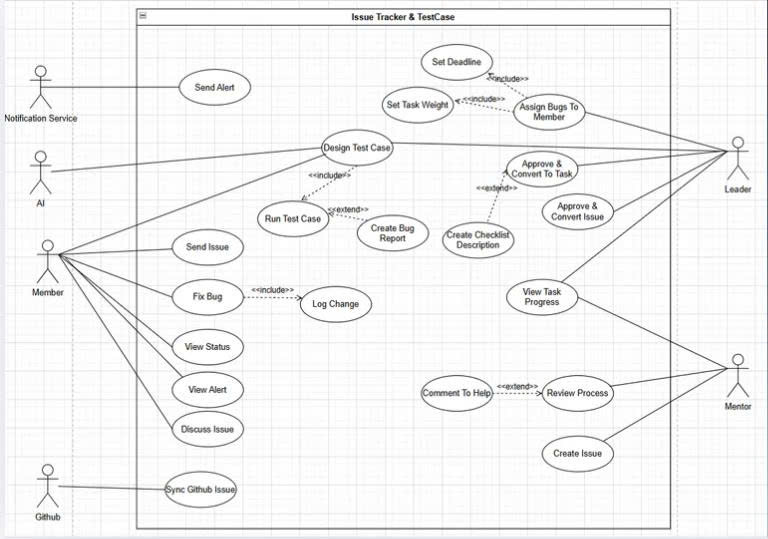 Issue Tracker & TestCase
Set Deadline
<<include>>
Send Alert
Set Task Weight
<<include>>
Assign Bugs To
Member
Notification Service
Design Test Case
Approve &
Convert To Task
<<include>>
<<extend>>
Leader
AI
Approve &
Convert Issue
Run Test Case
<<extend>>
Create Bug
Report
Create Checklist
Description
Send Issue
Member
Fix Bug
<<include>>
Log Change
View Task
Progress
View Status
View Alert
Comment To Help
<<extend>>
Review Process
Mentor
Discuss Issue
Create Issue
Sync Github Issue
Github